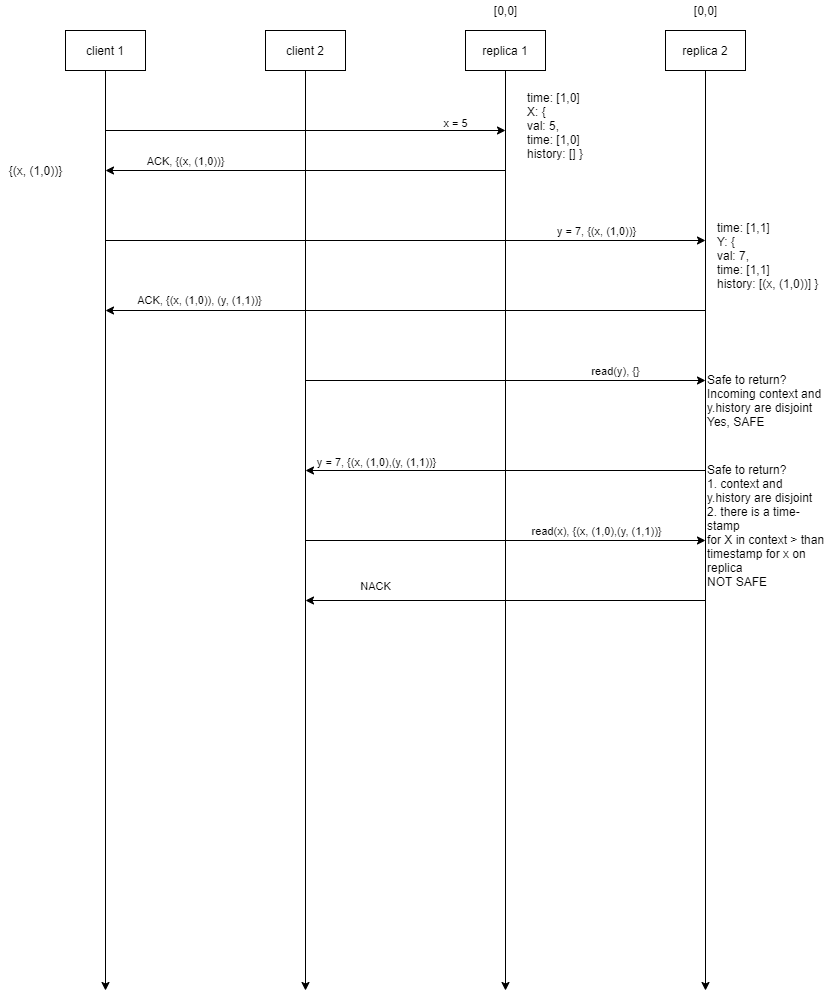 [0,0]
[0,0]
client 1
client 2
replica 1
replica 2
time: [1,0]
X: {
val: 5,
time: [1,0]
history: [] }
x = 5
ACK, {(x, (1,0))}
{(x, (1,0))}
y = 7, {(x, (1,0))}
time: [1,1]
Y: {
val: 7,
time: [1,1]
history: [(x, (1,0))] }
ACK, {(x, (1,0)), (y, (1,1))}
read(y), {}
Safe to return?
Incoming context and
y.history are disjoint
Yes, SAFE
y = 7, {(x, (1,0),(y, (1,1))}
Safe to return?
1. context and
y.history are disjoint
2. there is a time-
stamp
for X in context > than
timestamp for x on
replica
NOT SAFE
read(x), {(x, (1,0),(y, (1,1))}
NACK